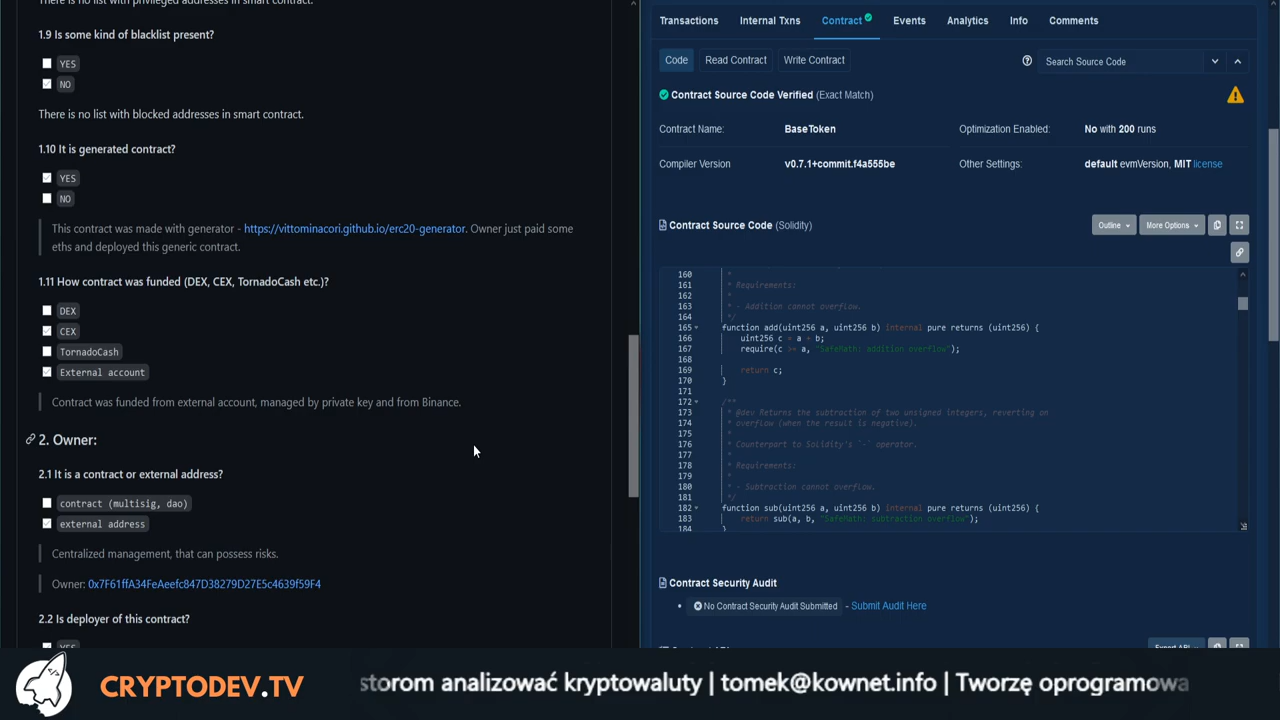 There is no list with privileged addresses in smart contract.
1.9 Is some kind of blacklist present?
YES
NO
There is no list with blocked addresses in smart contract.
1.10 It is generated contract?
YES
NO
This contract was made with generator - https://vittominacori.github.io/erc20-generator. Owner just paid some
eths and deployed this generic contract.
1.11 How contract was funded (DEX, CEX, TornadoCash etc.)?
DEX
CEX
TornadoCash
External account
Contract was funded from external account, managed by private key and from Binance.
2. Owner:
2.1 It is a contract or external address?
contract (multisig, dao)
external address
Centralized management, that can possess risks.
Owner: 0x7F61ffA34FeAeefc847D38279D27E5c4639f59F4
2.2 Is deployer of this contract?
YES
Transactions Internal Txns Contract Events Analytics Info Comments
Code Read Contract Write Contract
Search Source Code
Contract Source Code Verified (Exact Match)
Contract Name: BaseToken Optimization Enabled: No with 200 runs
Compiler Version v0.7.1+commit.f4a555be Other Settings: default evmVersion, MIT license
Contract Source Code (Solidity)
Outline More Options
160 *
161 * Requirements:
162 *
163 * - Addition cannot overflow.
164 */
165 function add(uint256 a, uint256 b) internal pure returns (uint256) {
166 uint256 c = a + b;
167 require(c >= a, "SafeMath: addition overflow");
168
169 return c;
170 }
171
172 /**
173 * @dev Returns the subtraction of two unsigned integers, reverting on
174 * overflow (when the result is negative).
175 *
176 * Counterpart to Solidity's `-` operator.
177 *
178 * Requirements:
179 *
180 * - Subtraction cannot overflow.
181 */
182 function sub(uint256 a, uint256 b) internal pure returns (uint256) {
183 return sub(a, b, "SafeMath: subtraction overflow");
184 }
Contract Security Audit
No Contract Security Audit Submitted - Submit Audit Here
Export ABI
CRYPTODEV.TV
storom analizować kryptowaluty | tomek@kownet.info | Tworzę oprogramowa